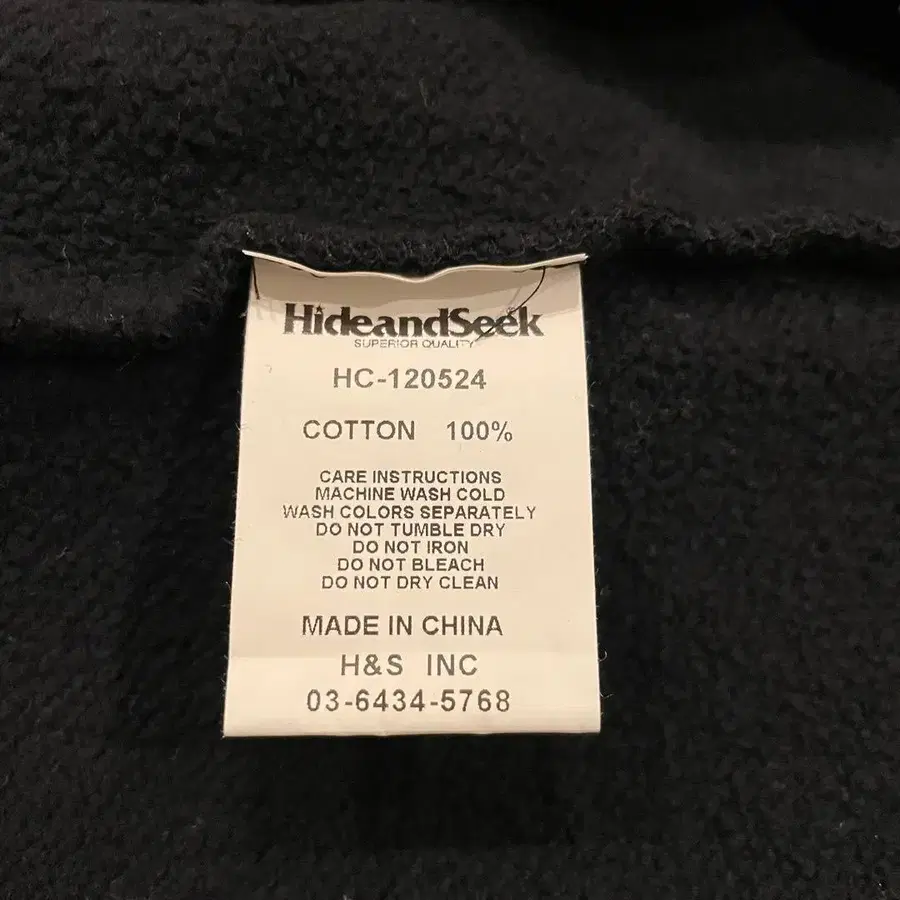 HideandSeek
SUPERIOR QUALITY
HC-120524
COTTON 100%
CARE INSTRUCTIONS
MACHINE WASH COLD
WASH COLORS SEPARATELY
DO NOT TUMBLE DRY
DO NOT IRON
DO NOT BLEACH
DO NOT DRY CLEAN
MADE IN CHINA
H&S INC
03-6434-5768